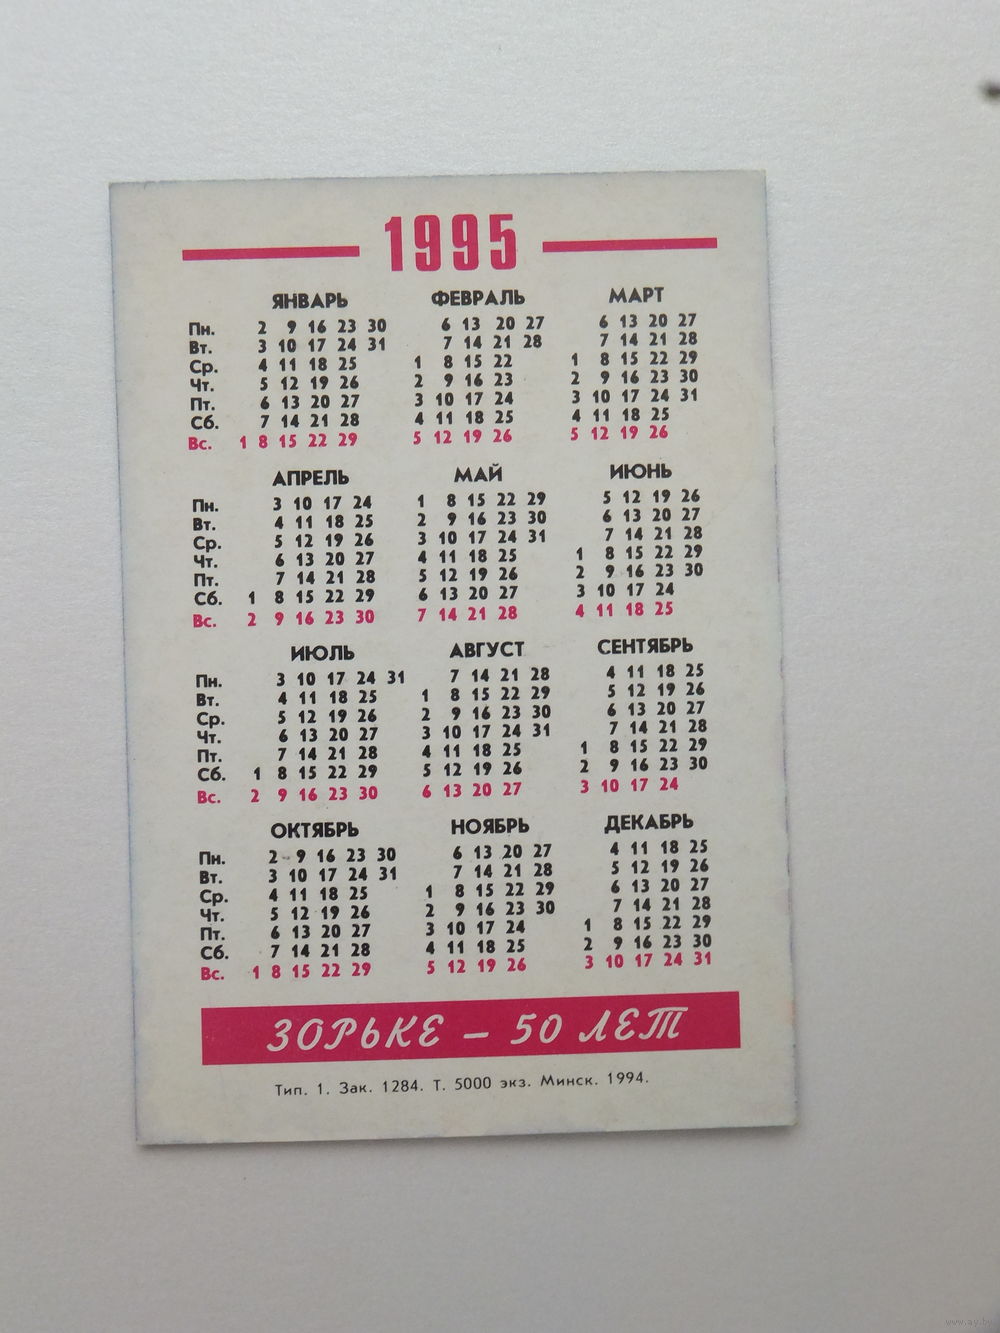 1995
ЯНВАРЬ ФЕВРАЛЬ МАРТ
Пн. 2 9 16 23 30 6 13 20 27 6 13 20 27
Вт. 3 10 17 24 31 7 14 21 28 7 14 21 28
Ср. 4 11 18 25 1 8 15 22 1 8 15 22 29
Чт. 5 12 19 26 2 9 16 23 2 9 16 23 30
Пт. 6 13 20 27 3 10 17 24 3 10 17 24 31
Сб. 7 14 21 28 4 11 18 25 4 11 18 25
Вс. 1 8 15 22 29 5 12 19 26 5 12 19 26
АПРЕЛЬ МАЙ ИЮНЬ
Пн. 3 10 17 24 1 8 15 22 29 5 12 19 26
Вт. 4 11 18 25 2 9 16 23 30 6 13 20 27
Ср. 5 12 19 26 3 10 17 24 31 7 14 21 28
Чт. 6 13 20 27 4 11 18 25 1 8 15 22 29
Пт. 7 14 21 28 5 12 19 26 2 9 16 23 30
Сб. 1 8 15 22 29 6 13 20 27 3 10 17 24
Вс. 2 9 16 23 30 7 14 21 28 4 11 18 25
ИЮЛЬ АВГУСТ СЕНТЯБРЬ
Пн. 3 10 17 24 31 7 14 21 28 4 11 18 25
Вт. 4 11 18 25 1 8 15 22 29 5 12 19 26
Ср. 5 12 19 26 2 9 16 23 30 6 13 20 27
Чт. 6 13 20 27 3 10 17 24 31 7 14 21 28
Пт. 7 14 21 28 4 11 18 25 1 8 15 22 29
Сб. 1 8 15 22 29 5 12 19 26 2 9 16 23 30
Вс. 2 9 16 23 30 6 13 20 27 3 10 17 24
ОКТЯБРЬ НОЯБРЬ ДЕКАБРЬ
Пн. 2 9 16 23 30 6 13 20 27 4 11 18 25
Вт. 3 10 17 24 31 7 14 21 28 5 12 19 26
Ср. 4 11 18 25 1 8 15 22 29 6 13 20 27
Чт. 5 12 19 26 2 9 16 23 30 7 14 21 28
Пт. 6 13 20 27 3 10 17 24 1 8 15 22 29
Сб. 7 14 21 28 4 11 18 25 2 9 16 23 30
Вс. 1 8 15 22 29 5 12 19 26 3 10 17 24 31
ЗОРЬКЕ – 50 ЛЕТ
Тип. 1. Зак. 1284. Т. 5000 экз. Минск. 1994.
www.ay.by